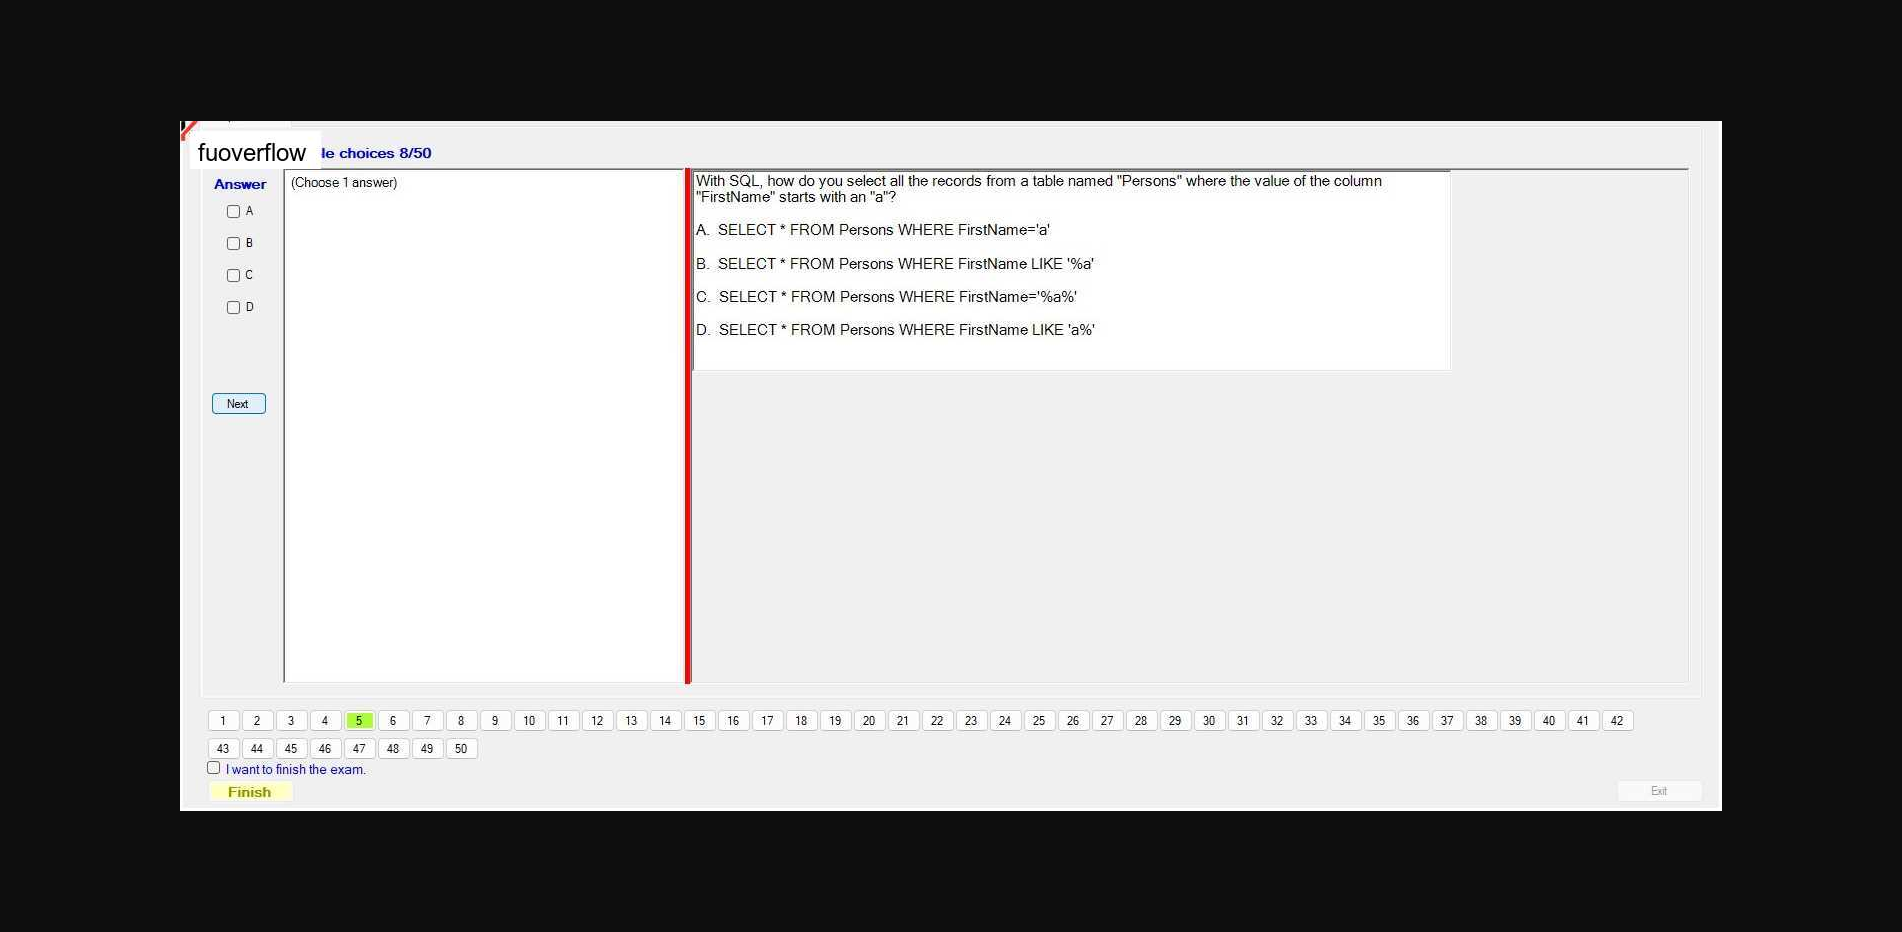 fuoverflow
le choices 8/50
Answer
(Choose 1 answer)
A
B
C
D
Next
With SQL, how do you select all the records from a table named "Persons" where the value of the column
"FirstName" starts with an "a"?
A. SELECT * FROM Persons WHERE FirstName='a'
B. SELECT * FROM Persons WHERE FirstName LIKE '%a'
C. SELECT * FROM Persons WHERE FirstName='%a%'
D. SELECT * FROM Persons WHERE FirstName LIKE 'a%'
1 2 3 4 5 6 7 8 9 10 11 12 13 14 15 16 17 18 19 20 21 22 23 24 25 26 27 28 29 30 31 32 33 34 35 36 37 38 39 40 41 42
43 44 45 46 47 48 49 50
I want to finish the exam.
Finish
Exit